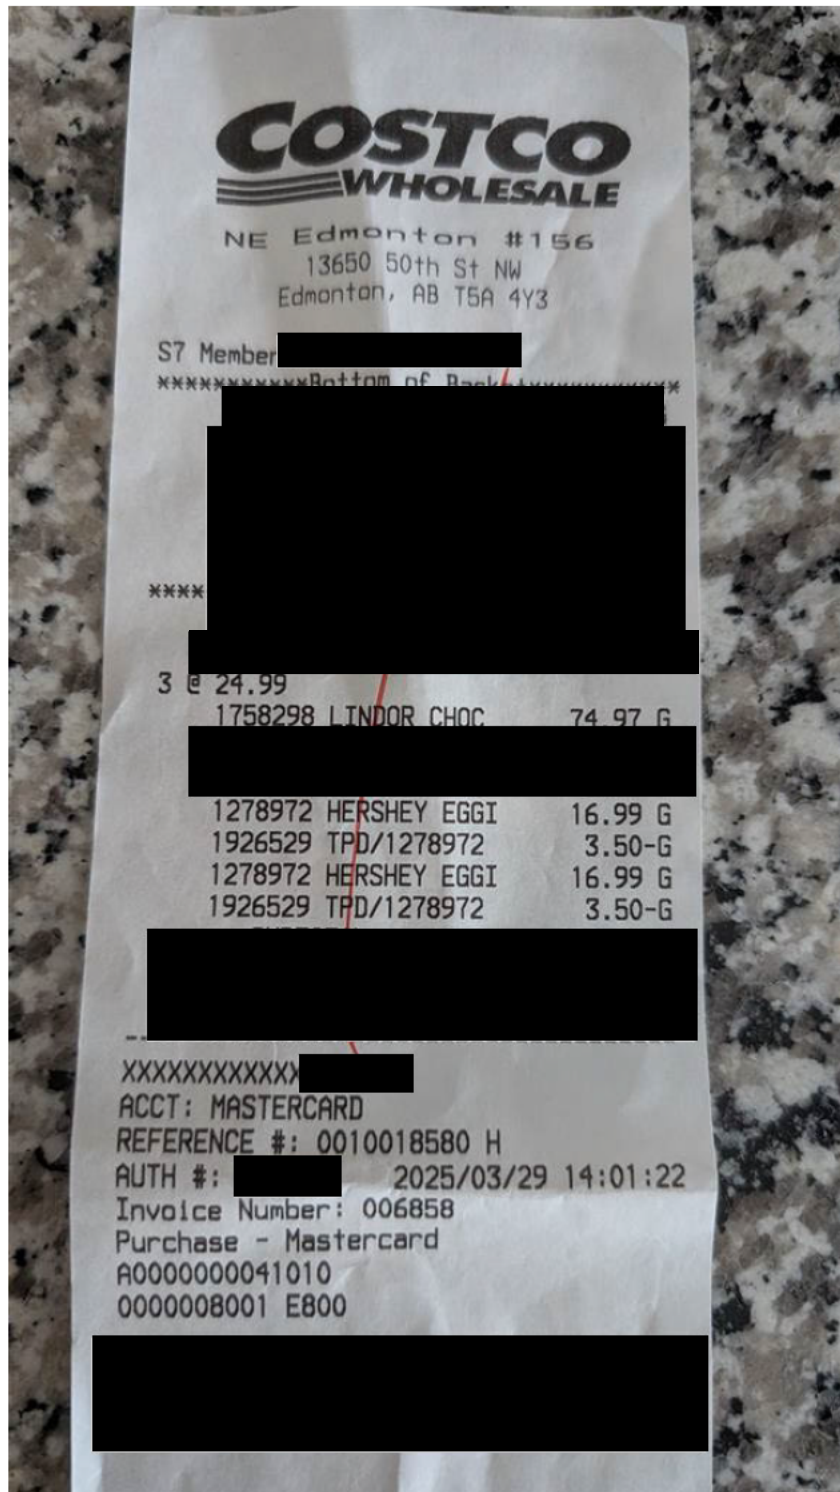 COSTCO
WHOLESALE
NE Edmonton #156
13650 50th St NW
Edmonton, AB T5A 4Y3
S7 Member
***********Bottom of Basket***********
****
3 @ 24.99
1758298 LINDOR CHOC 74.97 G
1278972 HERSHEY EGGI 16.99 G
1926529 TPD/1278972 3.50-G
1278972 HERSHEY EGGI 16.99 G
1926529 TPD/1278972 3.50-G
XXXXXXXXXXXX
ACCT: MASTERCARD
REFERENCE #: 0010018580 H
AUTH #: 2025/03/29 14:01:22
Invoice Number: 006858
Purchase - Mastercard
A0000000041010
0000008001 E800